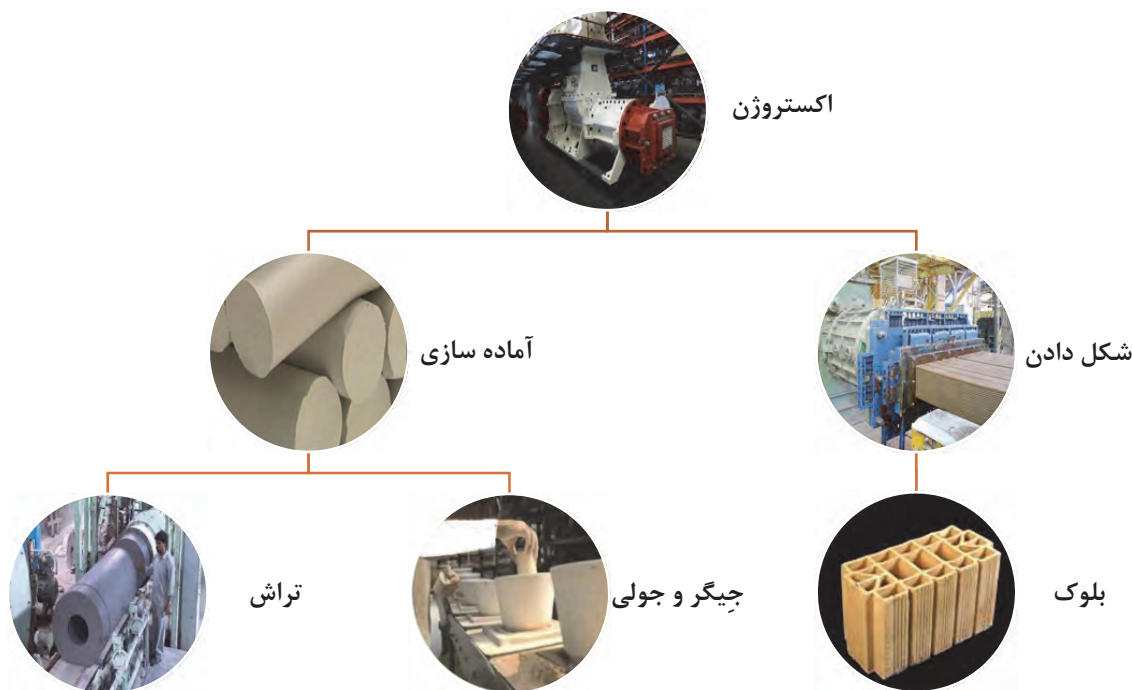 اکستروژن
شکل دادن
آماده سازی
بلوک
جِیگر و جولی
تراش